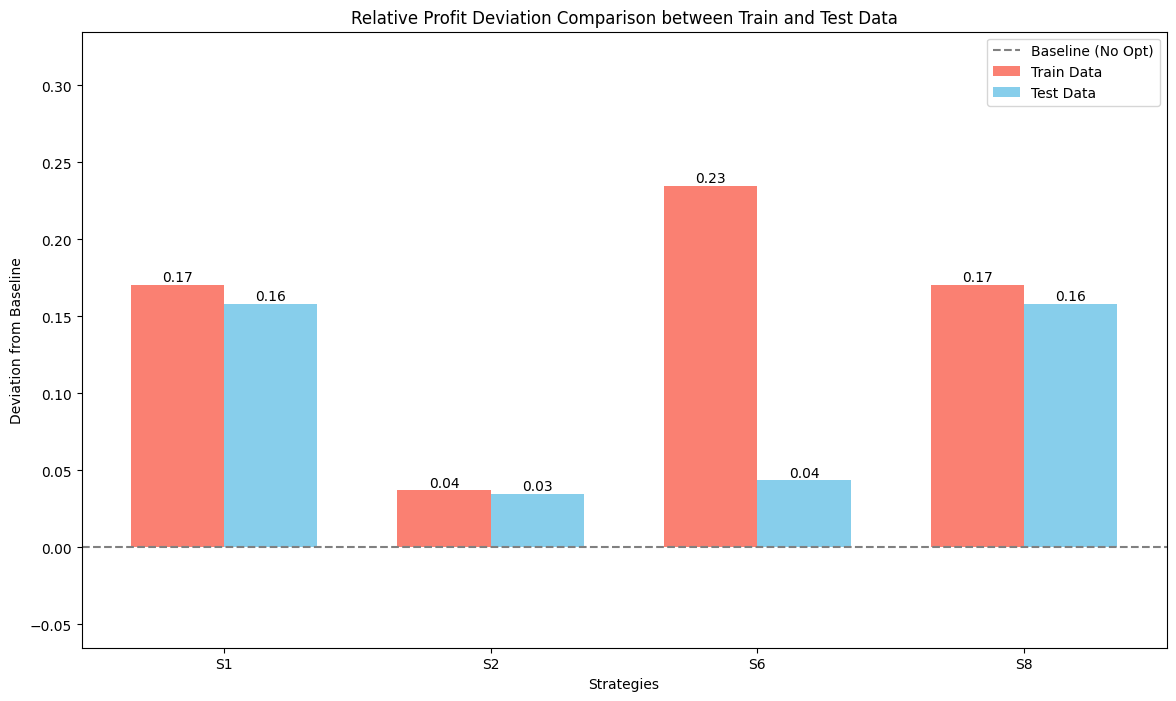 Relative Profit Deviation Comparison between Train and Test Data
Baseline (No Opt)
Train Data
Test Data
Deviation from Baseline
0.30
0.25
0.20
0.15
0.10
0.05
0.00
−0.05
0.17
0.16
0.04
0.03
0.23
0.04
0.17
0.16
S1
S2
S6
S8
Strategies